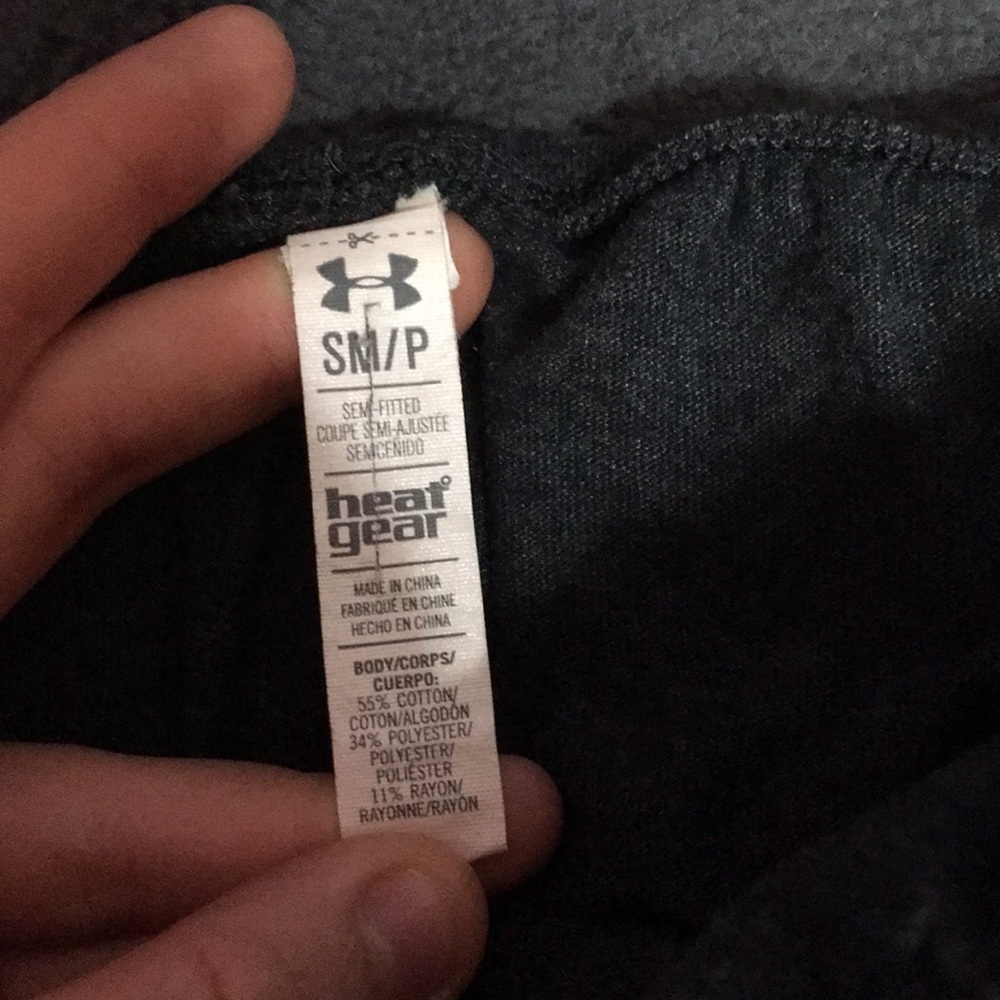 SM/P
SEMI-FITTED
COUPE SEMI-AJUSTÉE
SEMICEÑIDO
heat
gear
MADE IN CHINA
FABRIQUÉ EN CHINE
HECHO EN CHINA
BODY/CORPS/
CUERPO:
55% COTTON/
COTON/ALGODÓN
34% POLYESTER/
POLYESTER/
POLIÉSTER
11% RAYON/
RAYONNE/RAYÓN